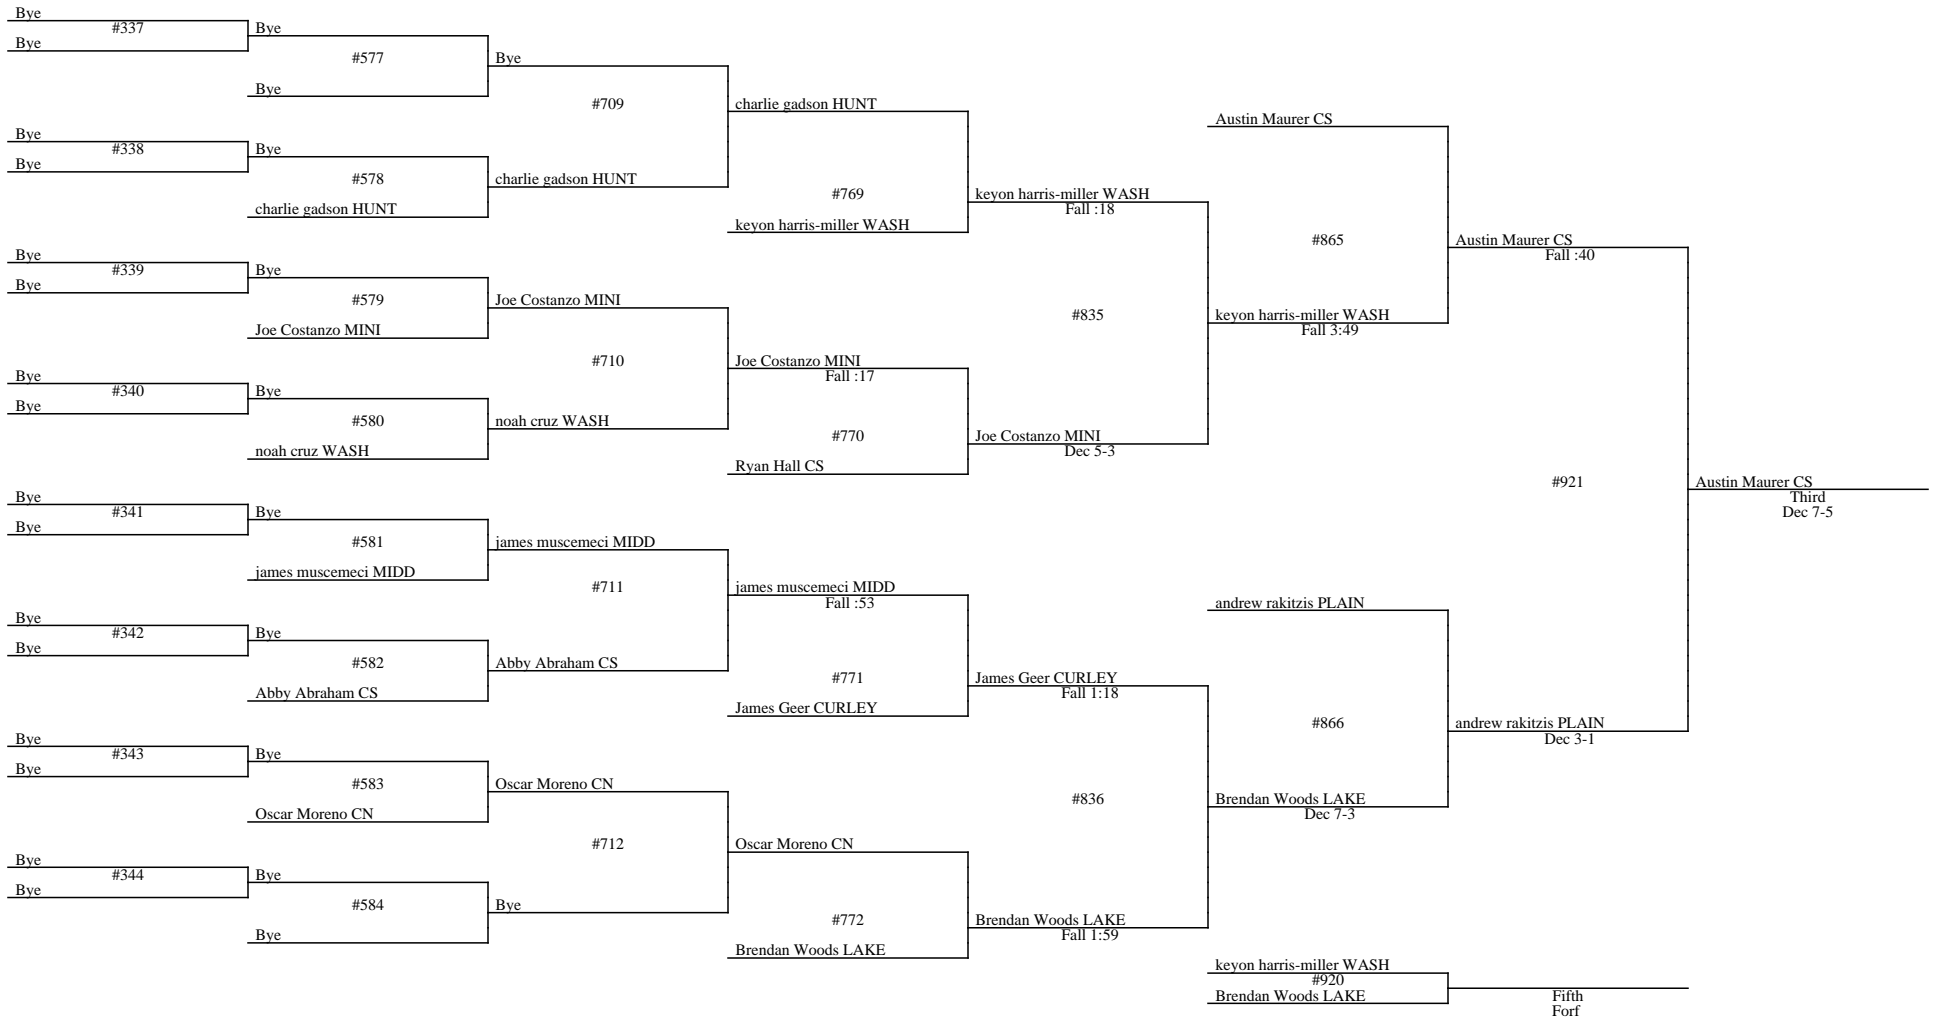 Bye
#337
Bye
Bye
#577
Bye
Bye
#709
Bye
#338
Bye
Bye
#578
charlie gadson HUNT
charlie gadson HUNT
charlie gadson HUNT
#769
keyon harris-miller WASH
keyon harris-miller WASH
Fall :18
Bye
#339
Bye
Bye
#579
Joe Costanzo MINI
Joe Costanzo MINI
#710
Bye
#340
Bye
Bye
#580
noah cruz WASH
noah cruz WASH
Joe Costanzo MINI
Fall :17
#770
Ryan Hall CS
Joe Costanzo MINI
Dec 5-3
#835
Austin Maurer CS
#865
keyon harris-miller WASH
Fall 3:49
Austin Maurer CS
Fall :40
Bye
#341
Bye
Bye
#581
james muscemeci MIDD
james muscemeci MIDD
#711
Bye
#342
Bye
Bye
#582
Abby Abraham CS
Abby Abraham CS
james muscemeci MIDD
Fall :53
#771
James Geer CURLEY
James Geer CURLEY
Fall 1:18
Bye
#343
Bye
Bye
#583
Oscar Moreno CN
Oscar Moreno CN
#712
Bye
#344
Bye
Bye
#584
Bye
Bye
Oscar Moreno CN
#772
Brendan Woods LAKE
Brendan Woods LAKE
Fall 1:59
#836
andrew rakitzis PLAIN
#866
Brendan Woods LAKE
Dec 7-3
andrew rakitzis PLAIN
Dec 3-1
#921
Austin Maurer CS
Third
Dec 7-5
keyon harris-miller WASH
#920
Brendan Woods LAKE
Fifth
Forf